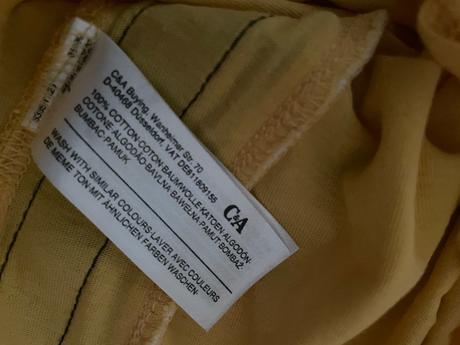 C&A
C&A Buying, Wanheimer Str. 70
D-40468 Düsseldorf, VAT DE811809155
100% COTTON COTON BAUMWOLLE·KATOEN ALGODÓN·
COTONE ALGODÃO·BAVLNA BAWEŁNA·PAMUT BOMBAŽ·
BUMBAC·PAMUK·
WASH WITH SIMILAR COLOURS LAVER AVEC COULEURS
DE MEME TON·MIT ÄHNLICHEN FARBEN WASCHEN·